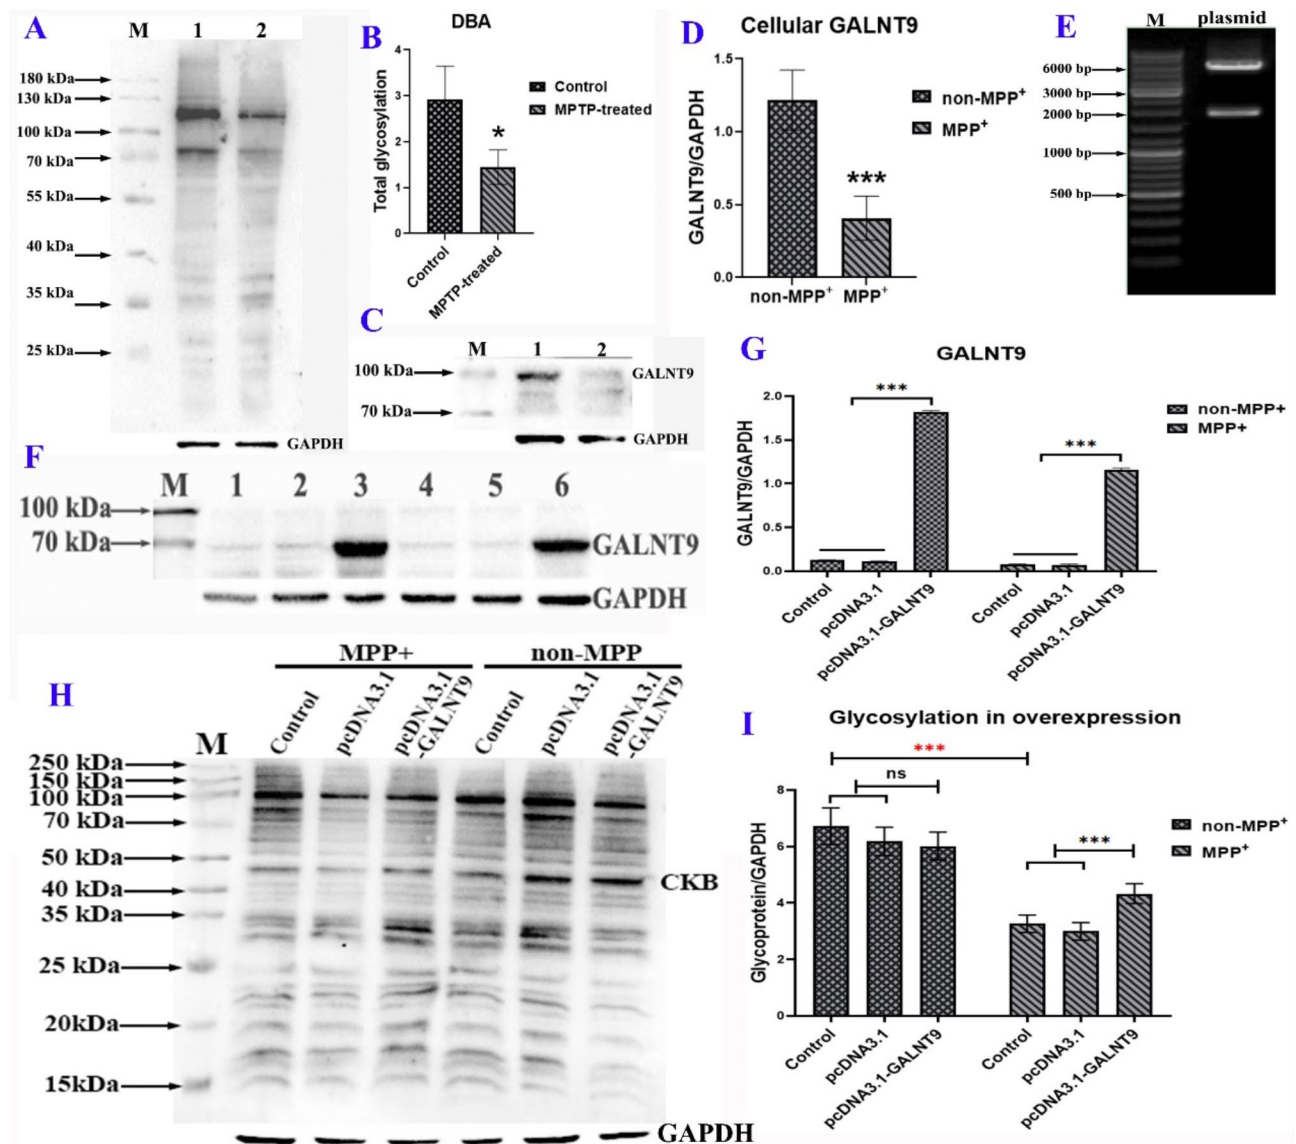 A
M 1 2
180 kDa
130 kDa
100 kDa
70 kDa
55 kDa
40 kDa
35 kDa
25 kDa
GAPDH
B
DBA
Total glycosylation
4
3
2
1
0
*
Control
MPTP-treated
Control
MPTP-treated
C
M 1 2
100 kDa
GALNT9
70 kDa
GAPDH
D
Cellular GALNT9
GALNT9/GAPDH
1.5
1.0
0.5
0.0
***
non-MPP+
MPP+
non-MPP+ MPP+
E
M plasmid
6000 bp
3000 bp
2000 bp
1000 bp
500 bp
F
M 1 2 3 4 5 6
100 kDa
70 kDa
GALNT9
GAPDH
G
GALNT9
GALNT9/GAPDH
2.0
1.5
1.0
0.5
0.0
***
***
non-MPP+
MPP+
Control
pcDNA3.1
pcDNA3.1-GALNT9
Control
pcDNA3.1
pcDNA3.1-GALNT9
H
MPP+ non-MPP
Control
pcDNA3.1
pcDNA3.1
-GALNT9
Control
pcDNA3.1
pcDNA3.1
-GALNT9
M
250 kDa
150 kDa
100 kDa
70 kDa
50 kDa
40 kDa
35 kDa
25 kDa
20kDa
15kDa
CKB
GAPDH
I
Glycosylation in overexpression
Glycoprotein/GAPDH
8
6
4
2
0
***
ns
***
non-MPP+
MPP+
Control
pcDNA3.1
pcDNA3.1-GALNT9
Control
pcDNA3.1
pcDNA3.1-GALNT9